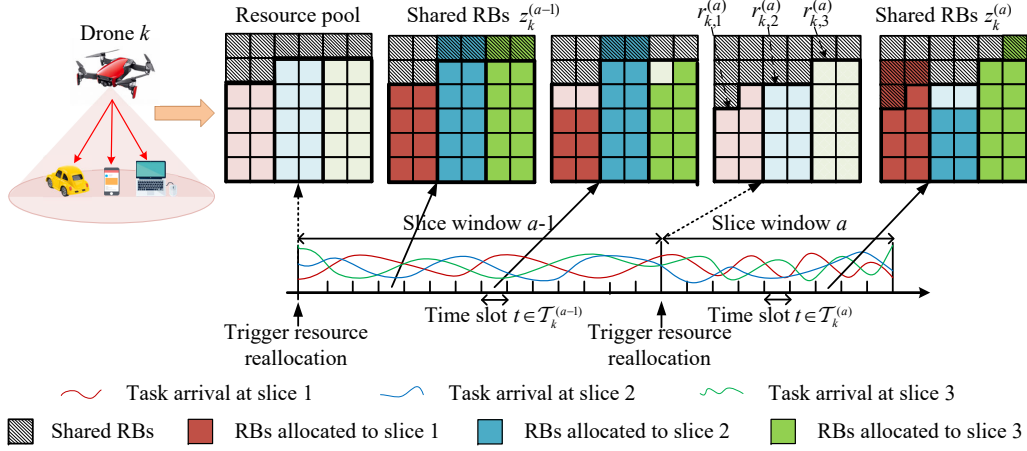 Drone k
Resource pool
Shared RBs z_k^{(a-1)}
r_{k,1}^{(a)}
r_{k,2}^{(a)}
r_{k,3}^{(a)}
Shared RBs z_k^{(a)}
Slice window a-1
Slice window a
Time slot t∈𝒯_k^{(a-1)}
Time slot t∈𝒯_k^{(a)}
Trigger resource
reallocation
Trigger resource
reallocation
Task arrival at slice 1
Task arrival at slice 2
Task arrival at slice 3
Shared RBs
RBs allocated to slice 1
RBs allocated to slice 2
RBs allocated to slice 3